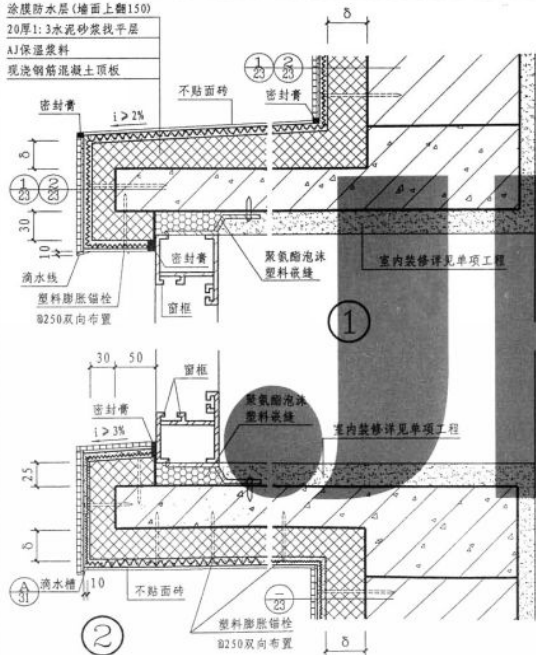 涂膜防水层(墙面上翻150)
20厚1:3水泥砂浆找平层
AJ保温浆料
现浇钢筋混凝土顶板
δ
1/23 2/23
密封膏
不贴面砖
密封膏
i≥2%
δ
1/23 2/23
30
10
滴水线
密封膏
聚氨酯泡沫
塑料嵌缝
室内装修详见单项工程
塑料膨胀锚栓
@250双向布置
窗框
1
30 50
窗框
密封膏
i≥3%
聚氨酯泡沫
塑料嵌缝
室内装修详见单项工程
25
δ
A/31
滴水槽
10
不贴面砖
—/23
2
塑料膨胀锚栓
@250双向布置
δ